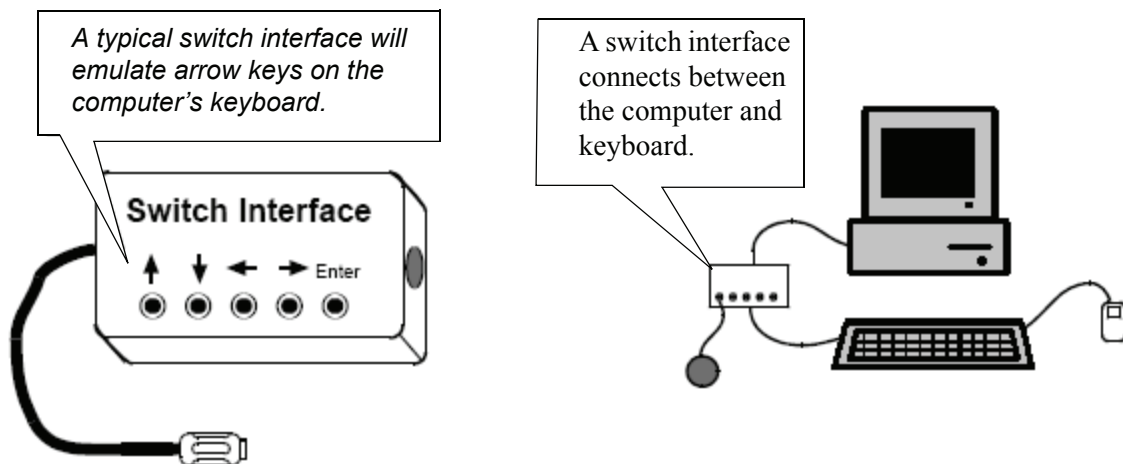 A typical switch interface will
emulate arrow keys on the
computer’s keyboard.
Switch Interface
Enter
A switch interface
connects between
the computer and
keyboard.